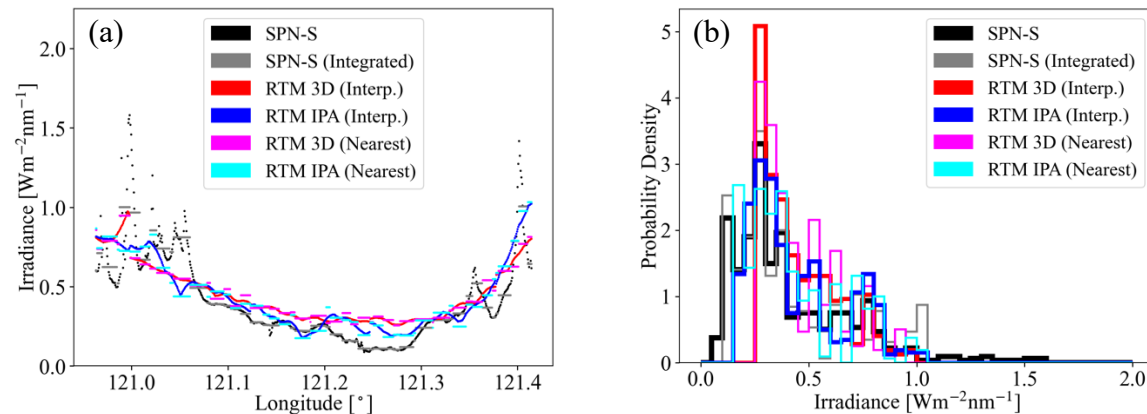 (a)
SPN-S
SPN-S (Integrated)
RTM 3D (Interp.)
RTM IPA (Interp.)
RTM 3D (Nearest)
RTM IPA (Nearest)
Irradiance [Wm⁻²nm⁻¹]
2.0
1.5
1.0
0.5
0.0
121.0 121.1 121.2 121.3 121.4
Longitude [°]
(b)
SPN-S
SPN-S (Integrated)
RTM 3D (Interp.)
RTM IPA (Interp.)
RTM 3D (Nearest)
RTM IPA (Nearest)
Probability Density
5
4
3
2
1
0
0.0 0.5 1.0 1.5 2.0
Irradiance [Wm⁻²nm⁻¹]